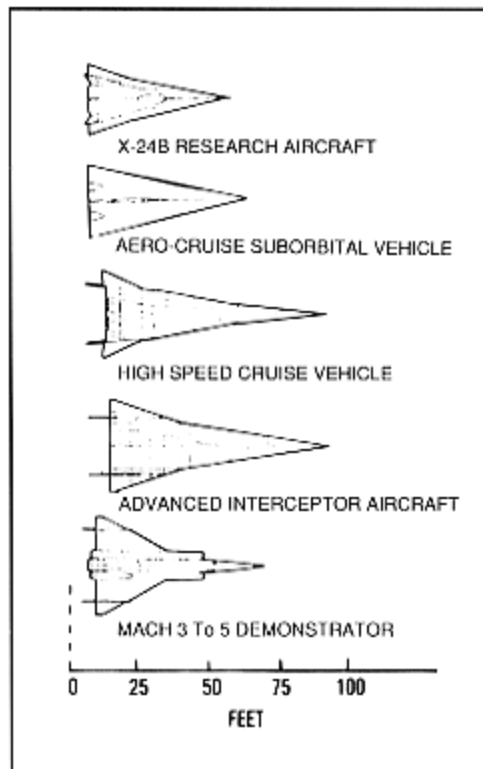 X-24B RESEARCH AIRCRAFT
AERO-CRUISE SUBORBITAL VEHICLE
HIGH SPEED CRUISE VEHICLE
ADVANCED INTERCEPTOR AIRCRAFT
MACH 3 To 5 DEMONSTRATOR
0 25 50 75 100
FEET